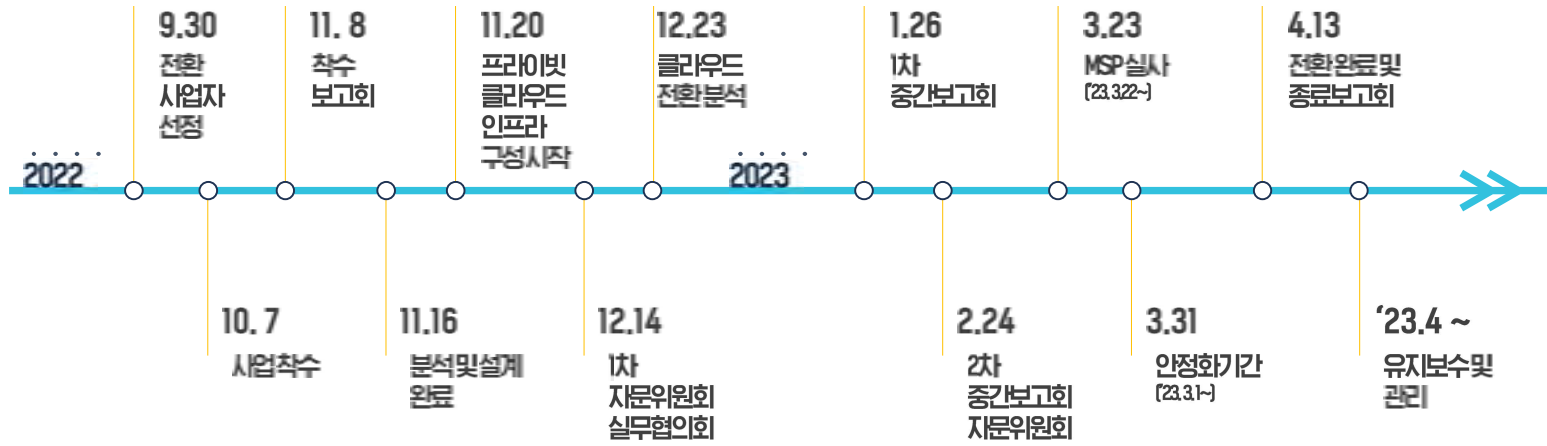 9.30
전환
사업자
선정
11. 8
착수
보고회
11.20
프라이빗
클라우드
인프라
구성 시작
12.23
클라우드
전환 분석
1.26
1차
중간보고회
3.23
MSP 실사
('23. 3.22~)
4.13
전환 완료 및
종료보고회
2022
2023
10. 7
사업 착수
11.16
분석 및 설계
완료
12.14
1차
자문위원회
실무협의회
2.24
2차
중간보고회
자문위원회
3.31
안정화기간
('23. 3. 1~)
‘23.4 ~
유지보수 및
관리